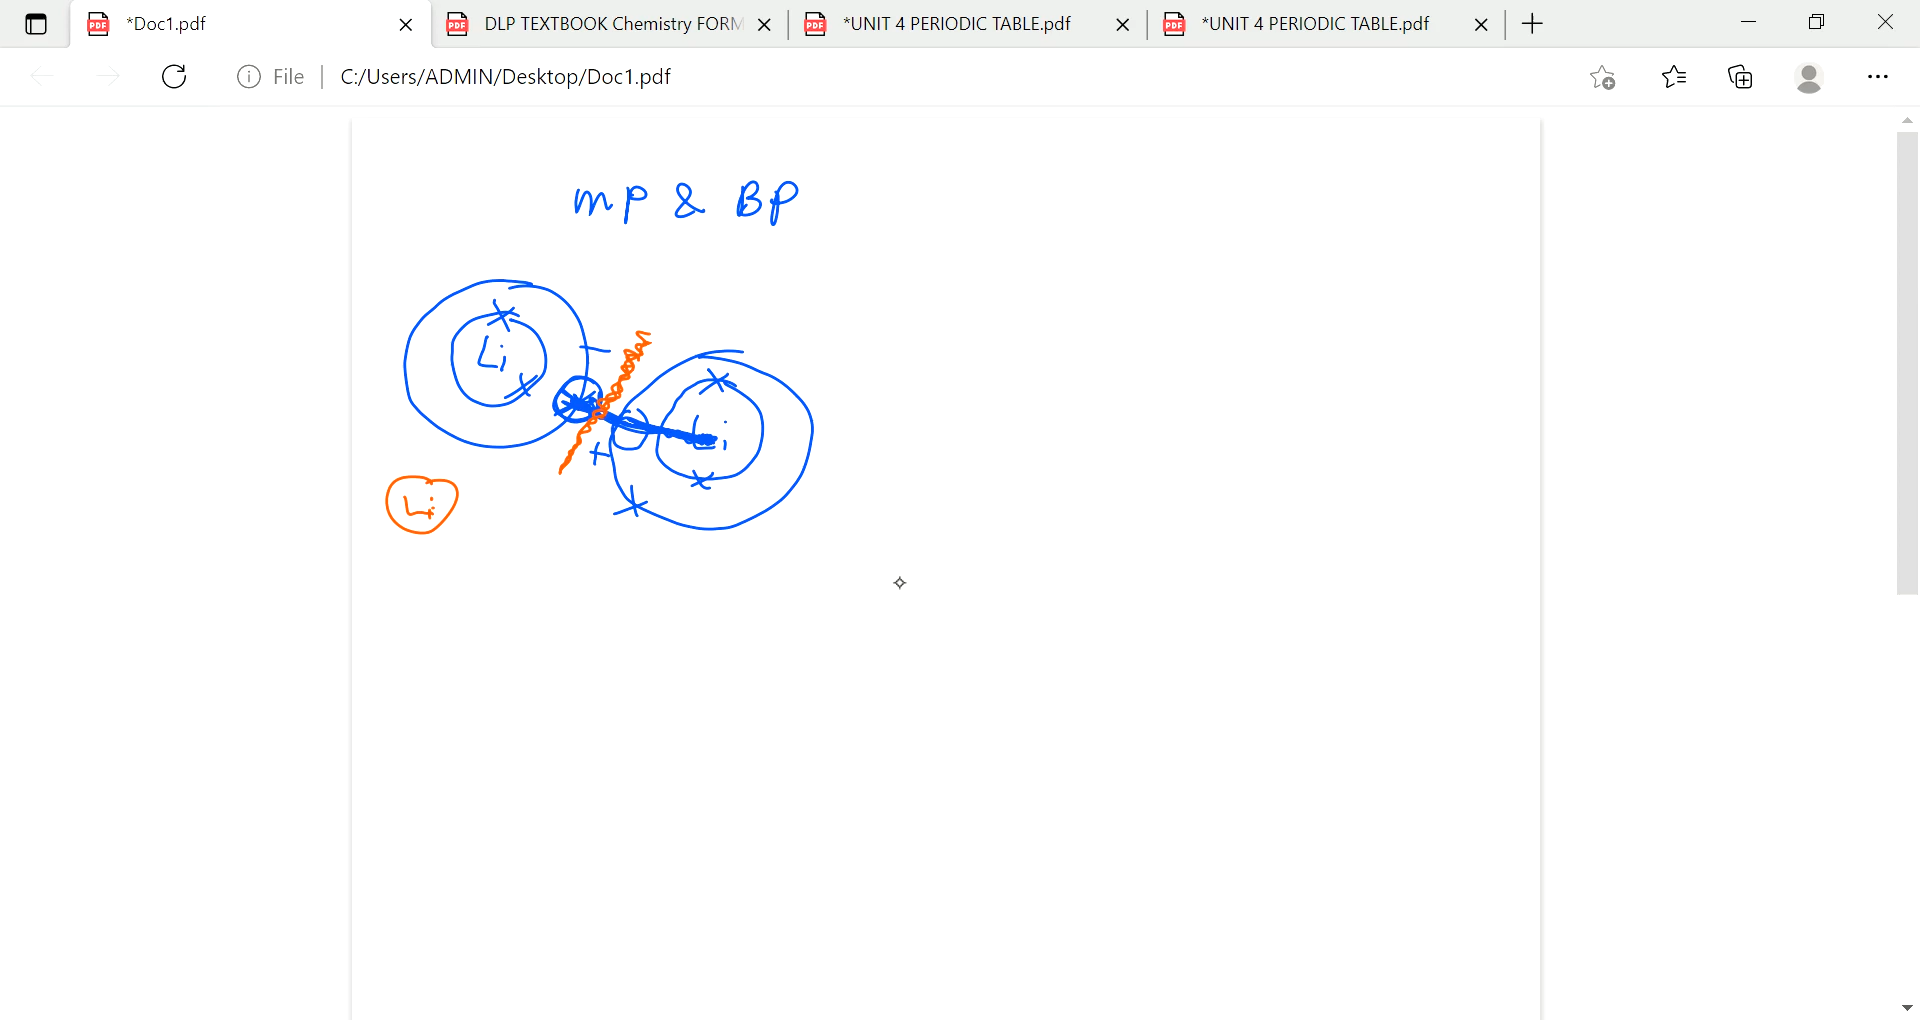 *Doc1.pdf
DLP TEXTBOOK Chemistry FORM
*UNIT 4 PERIODIC TABLE.pdf
*UNIT 4 PERIODIC TABLE.pdf
File
C:/Users/ADMIN/Desktop/Doc1.pdf
MP & BP
Li
Li
Li